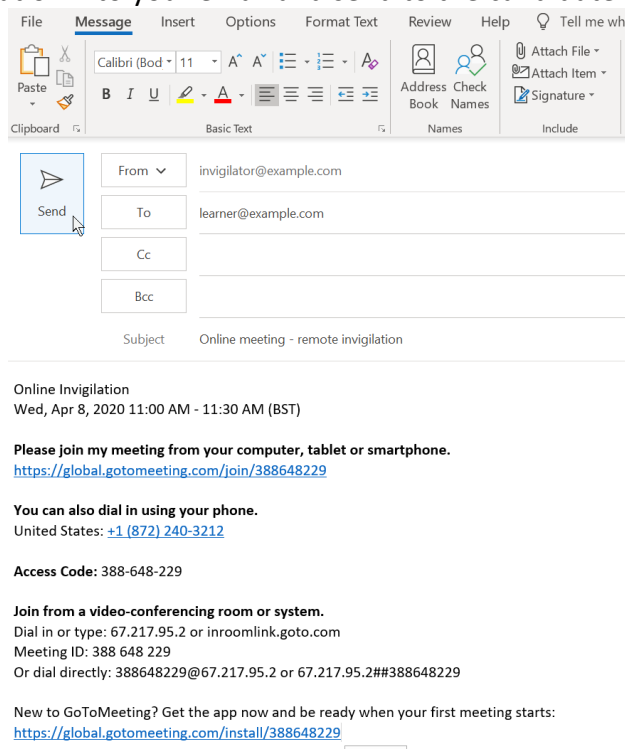 File Message Insert Options Format Text Review Help Tell me wh
Calibri (Bod 11 A^ A˅ Attach File
Paste B I U A Address Book Check Names Attach Item
Signature
Clipboard Basic Text Names Include
Send From invigilator@example.com
To learner@example.com
Cc
Bcc
Subject Online meeting - remote invigilation
Online Invigilation
Wed, Apr 8, 2020 11:00 AM - 11:30 AM (BST)
Please join my meeting from your computer, tablet or smartphone.
https://global.gotomeeting.com/join/388648229
You can also dial in using your phone.
United States: +1 (872) 240-3212
Access Code: 388-648-229
Join from a video-conferencing room or system.
Dial in or type: 67.217.95.2 or inroomlink.goto.com
Meeting ID: 388 648 229
Or dial directly: 388648229@67.217.95.2 or 67.217.95.2##388648229
New to GoToMeeting? Get the app now and be ready when your first meeting starts:
https://global.gotomeeting.com/install/388648229